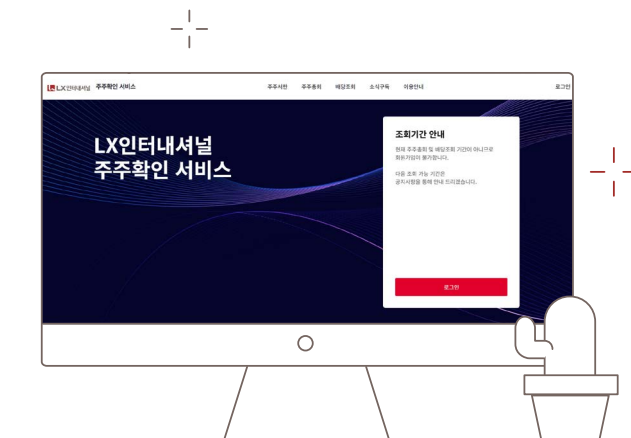 LX인터내셔널 주주확인 서비스 주주서한 주주총회 배당조회 소식구독 이용안내 로그인
LX인터내셔널
주주확인 서비스
조회기간 안내
현재 주주총회 및 배당조회 기간이 아니므로
회원가입이 불가합니다.
다음 조회 가능 기간은
공지사항을 통해 안내 드리겠습니다.
로그인